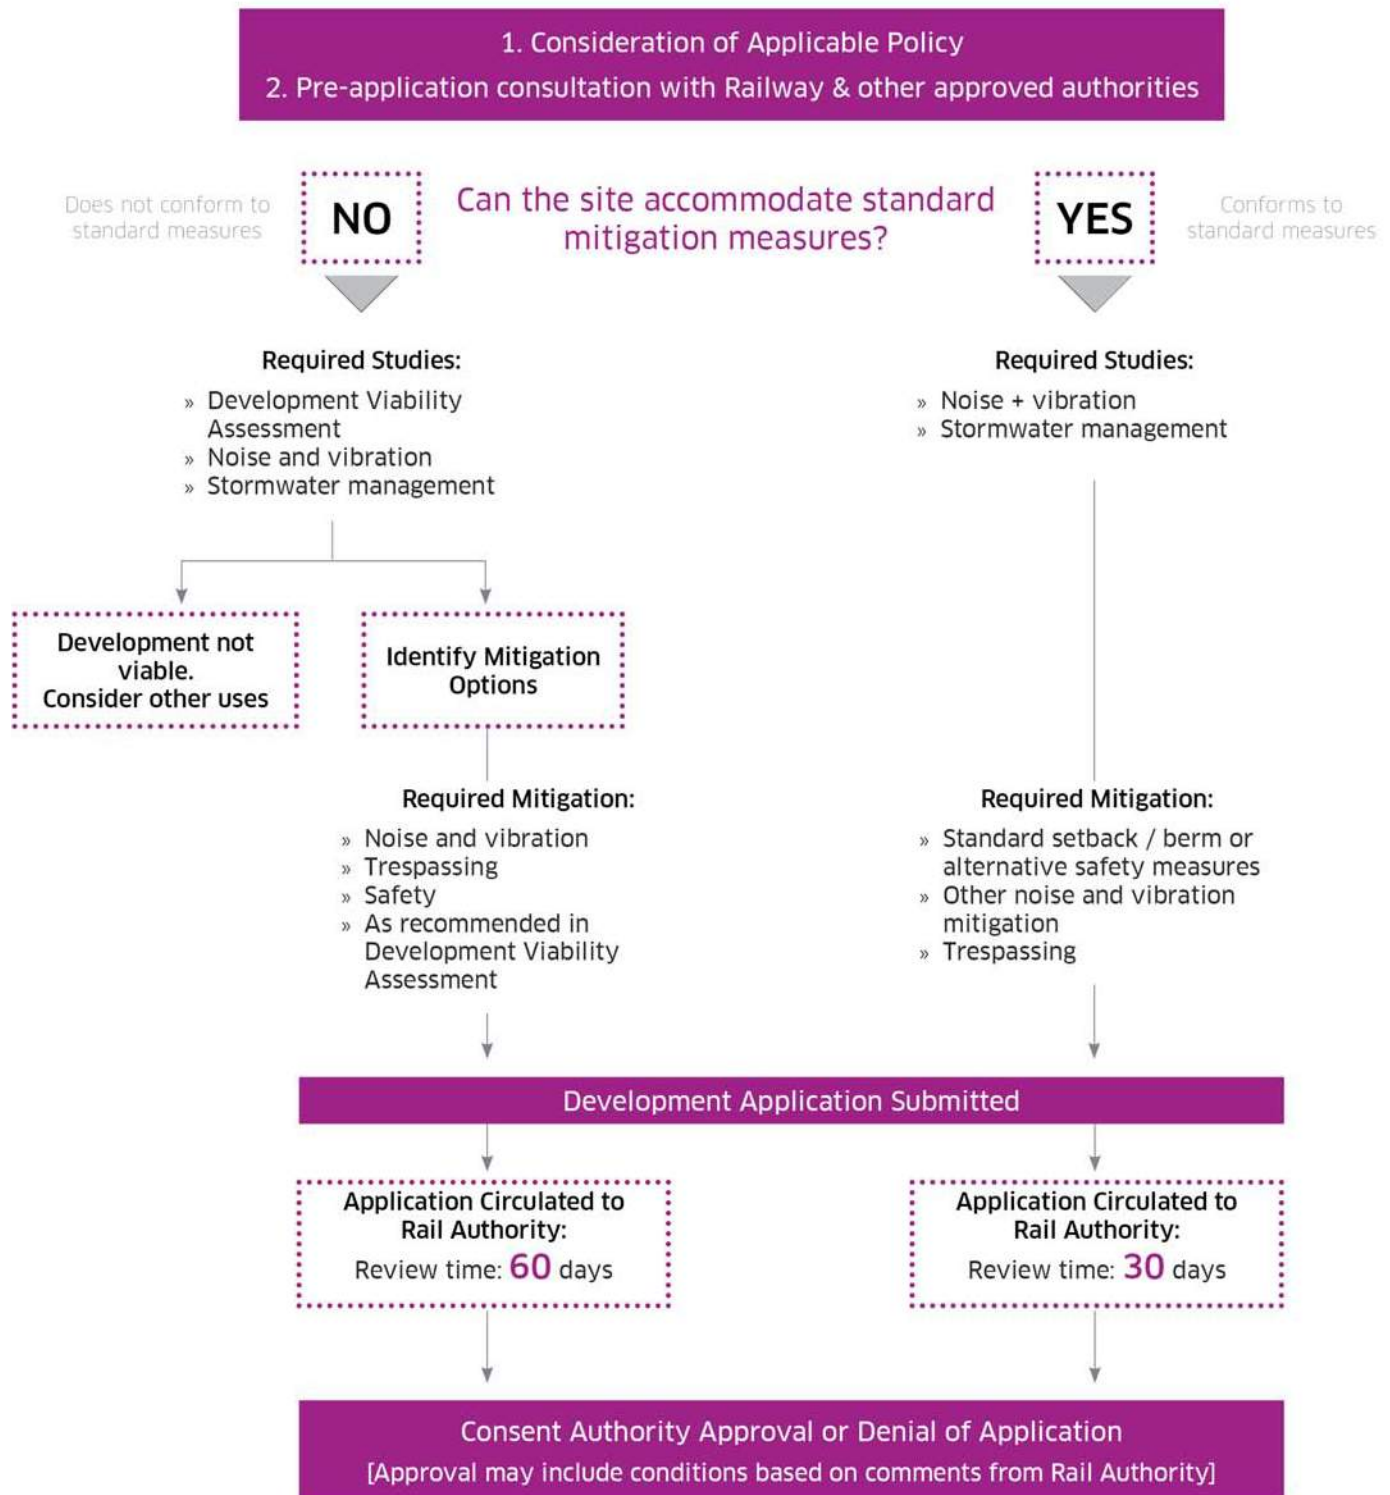 1. Consideration of Applicable Policy
2. Pre-application consultation with Railway & other approved authorities
Does not conform to
standard measures
NO
Can the site accommodate standard
mitigation measures?
YES
Conforms to
standard measures
Required Studies:
» Development Viability
Assessment
» Noise and vibration
» Stormwater management
Required Studies:
» Noise + vibration
» Stormwater management
Development not
viable.
Consider other uses
Identify Mitigation
Options
Required Mitigation:
» Noise and vibration
» Trespassing
» Safety
» As recommended in
Development Viability
Assessment
Required Mitigation:
» Standard setback / berm or
alternative safety measures
» Other noise and vibration
mitigation
» Trespassing
Development Application Submitted
Application Circulated to
Rail Authority:
Review time: 60 days
Application Circulated to
Rail Authority:
Review time: 30 days
Consent Authority Approval or Denial of Application
[Approval may include conditions based on comments from Rail Authority]